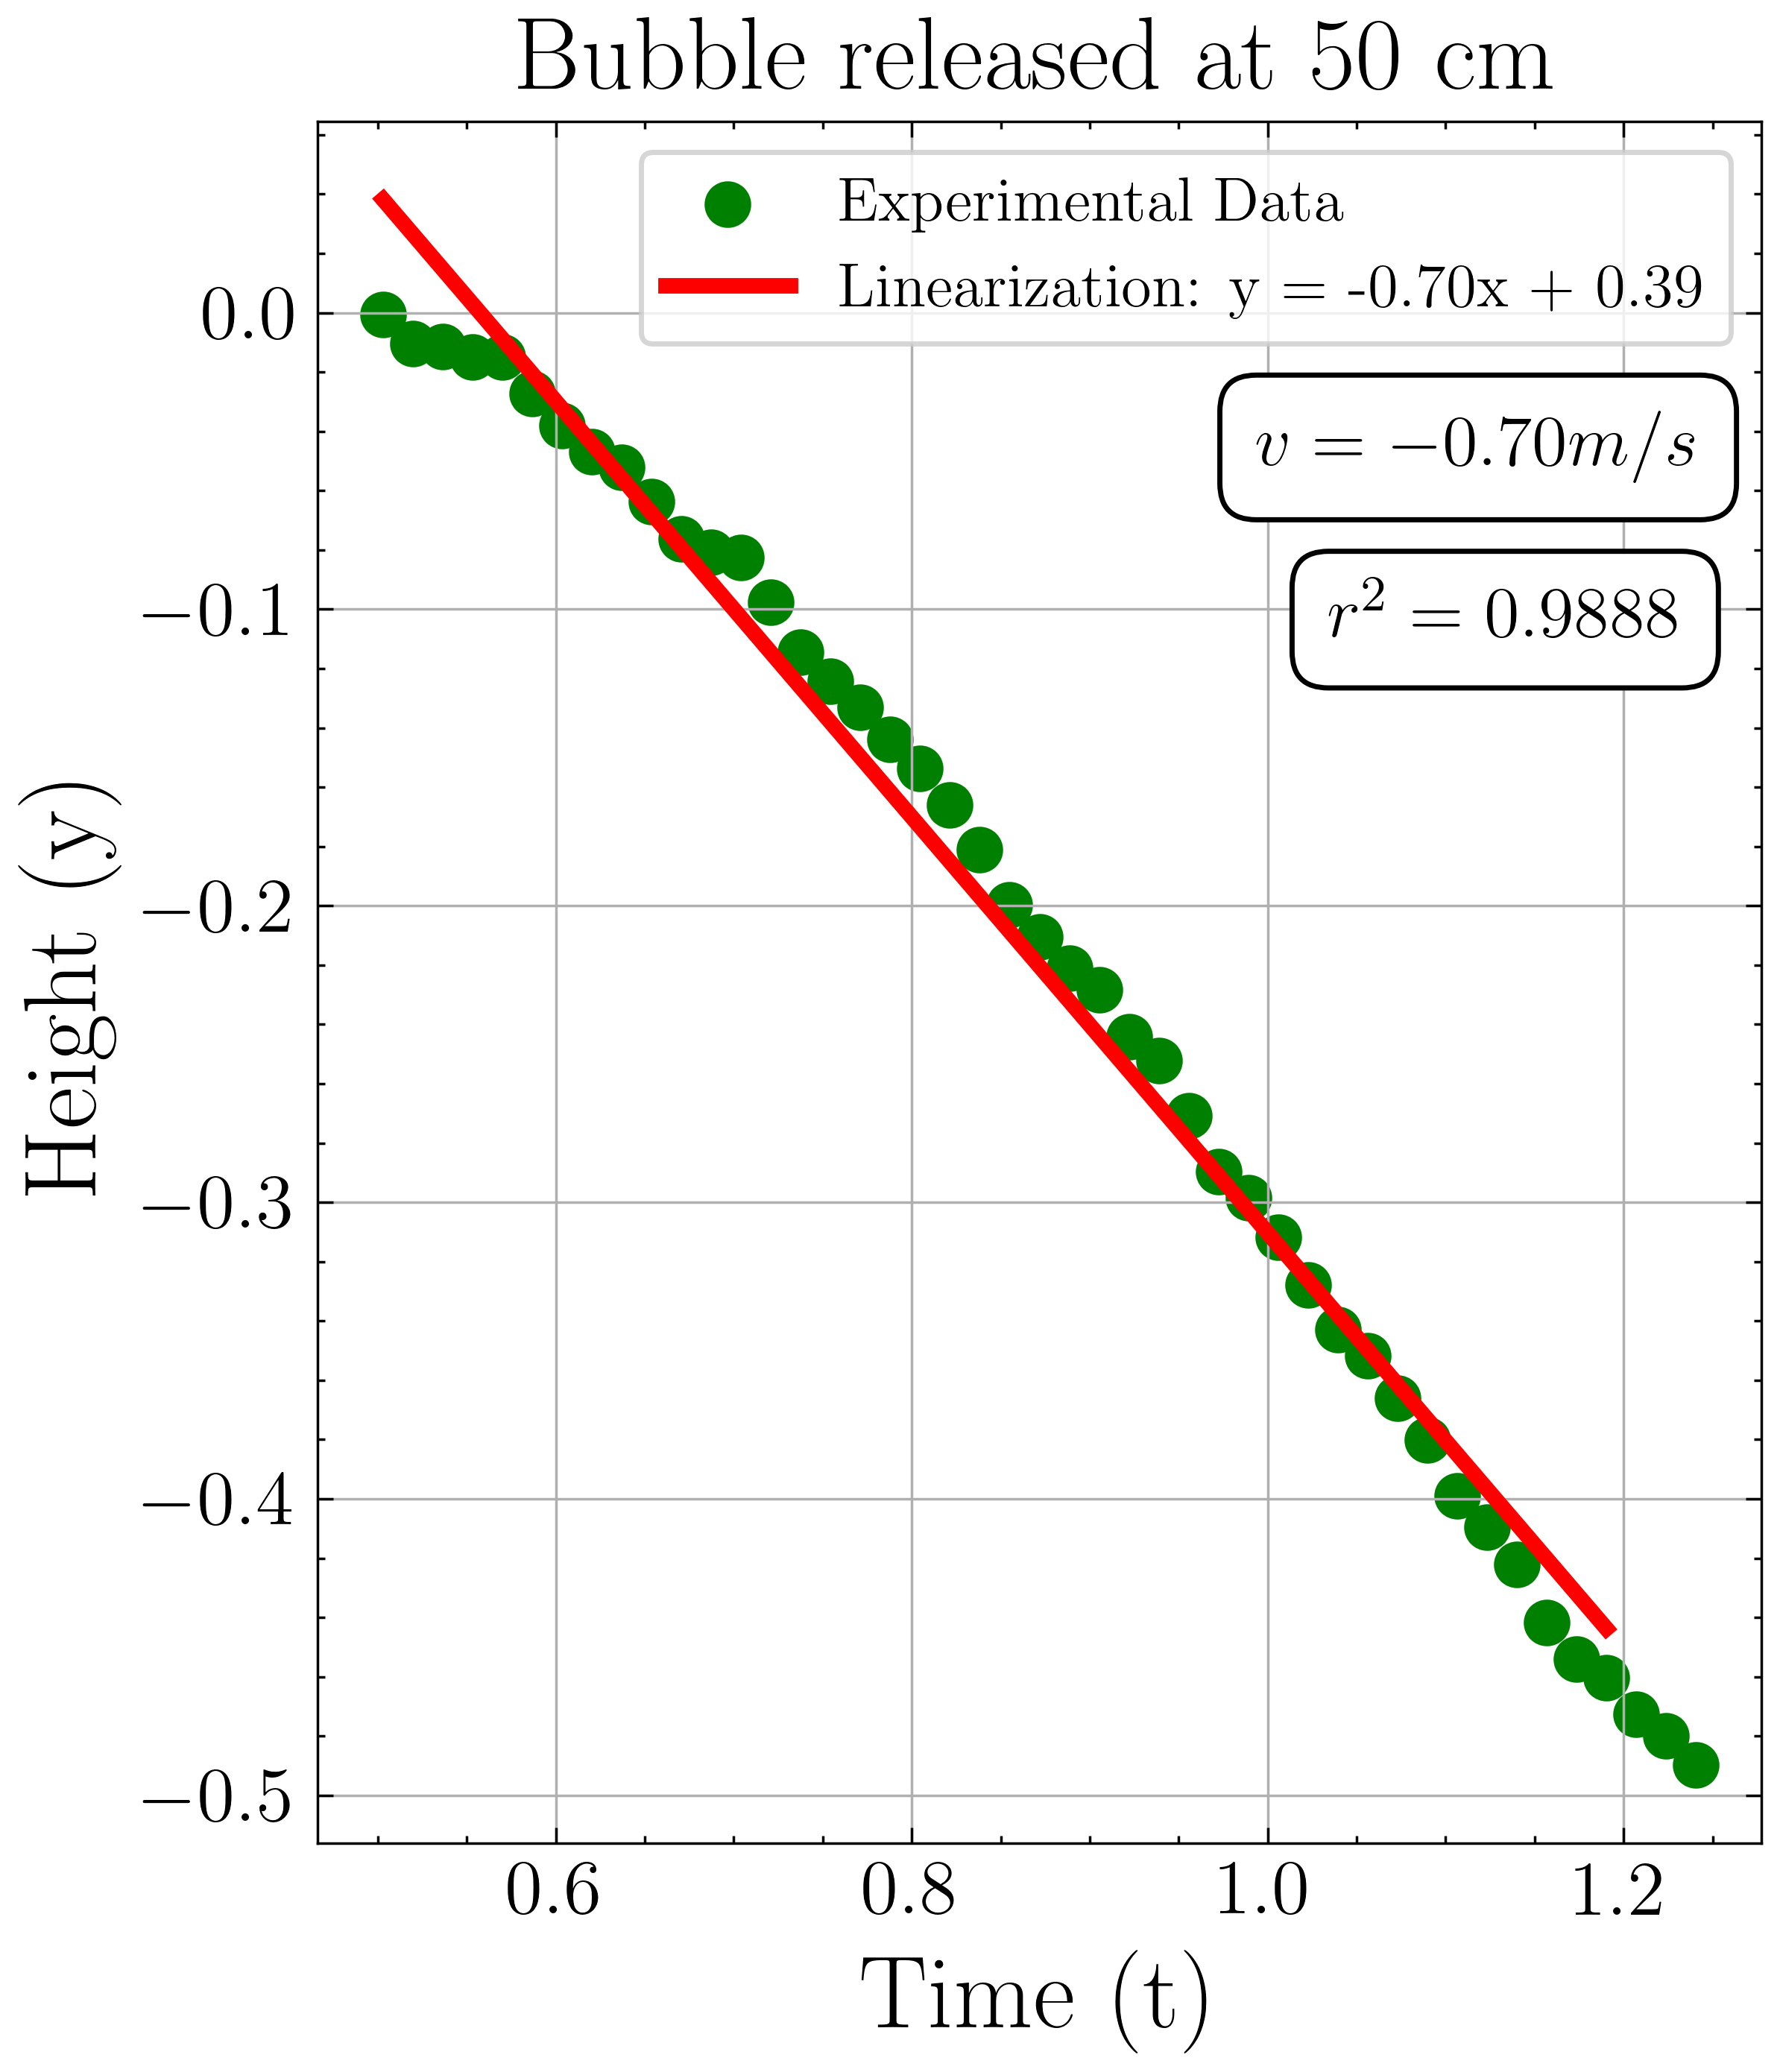 Bubble released at 50 cm
Experimental Data
Linearization: y = -0.70x + 0.39
v = −0.70m/s
r² = 0.9888
Height (y)
0.0
−0.1
−0.2
−0.3
−0.4
−0.5
0.6 0.8 1.0 1.2
Time (t)